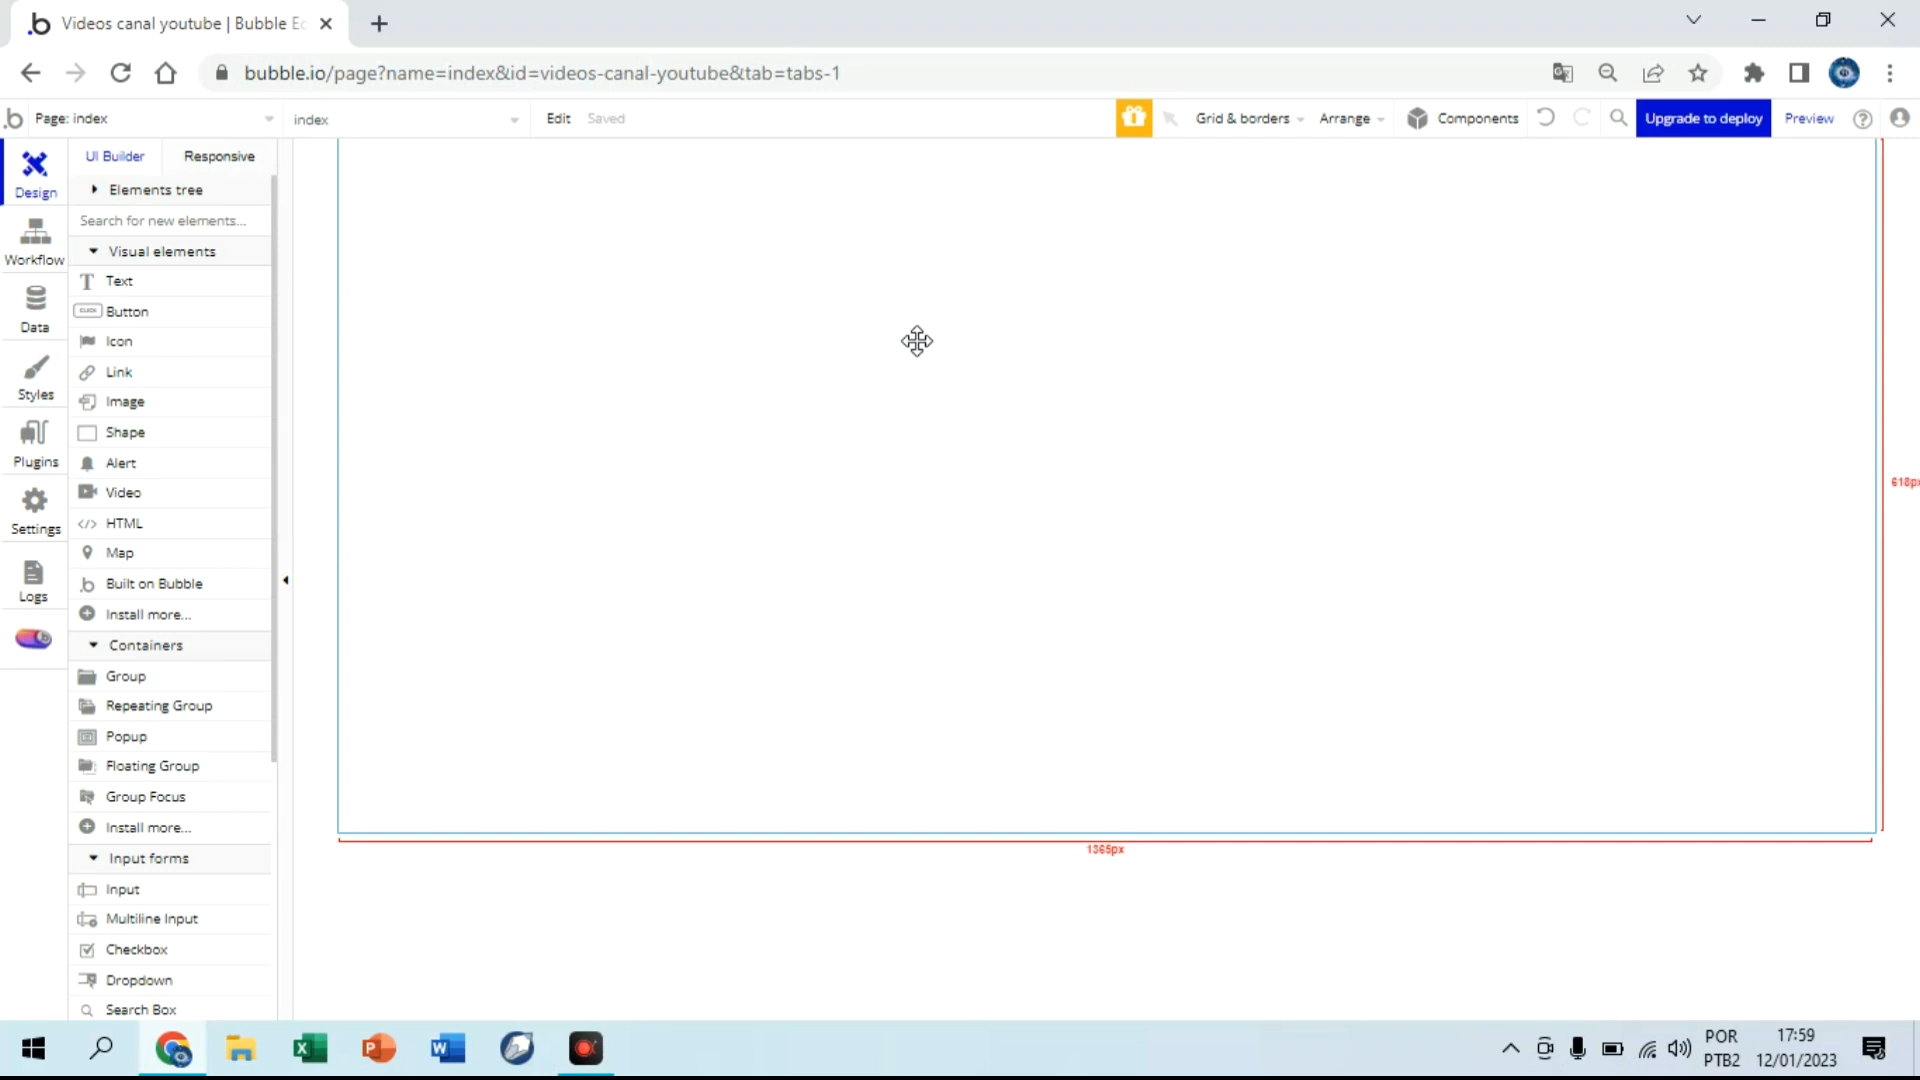 Videos canal youtube | Bubble Ec
bubble.io/page?name=index&id=videos-canal-youtube&tab=tabs-1
Page: index
index
Edit
Saved
Grid & borders
Arrange
Components
Upgrade to deploy
Preview
Design
Workflow
Data
Styles
Plugins
Settings
Logs
UI Builder
Responsive
Elements tree
Search for new elements...
Visual elements
Text
Button
Icon
Link
Image
Shape
Alert
Video
HTML
Map
Built on Bubble
Install more...
Containers
Group
Repeating Group
Popup
Floating Group
Group Focus
Install more...
Input forms
Input
Multiline Input
Checkbox
Dropdown
Search Box
618px
1365px
POR
PTB2
17:59
12/01/2023